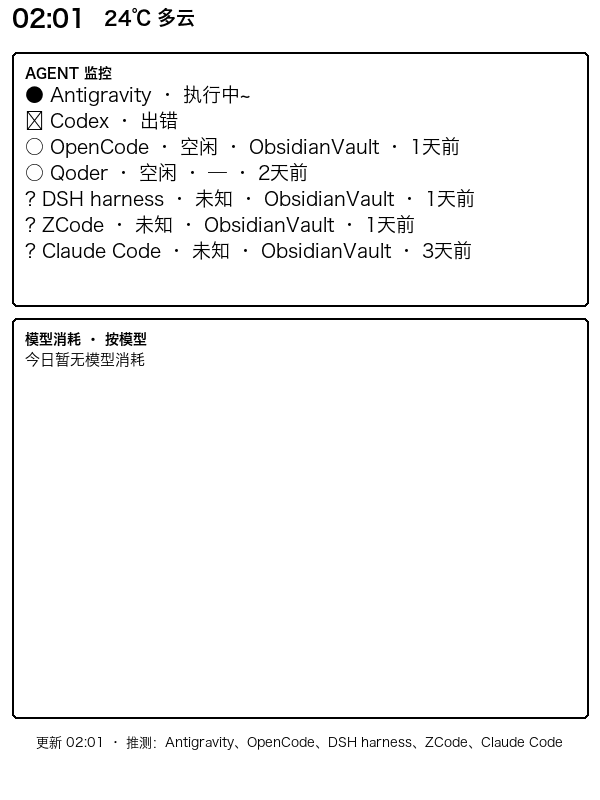 02:01 24℃ 多云
AGENT 监控
● Antigravity · 执行中~
☒ Codex · 出错
○ OpenCode · 空闲 · ObsidianVault · 1天前
○ Qoder · 空闲 · — · 2天前
? DSH harness · 未知 · ObsidianVault · 1天前
? ZCode · 未知 · ObsidianVault · 1天前
? Claude Code · 未知 · ObsidianVault · 3天前
模型消耗 · 按模型
今日暂无模型消耗
更新 02:01 · 推测：Antigravity、OpenCode、DSH harness、ZCode、Claude Code